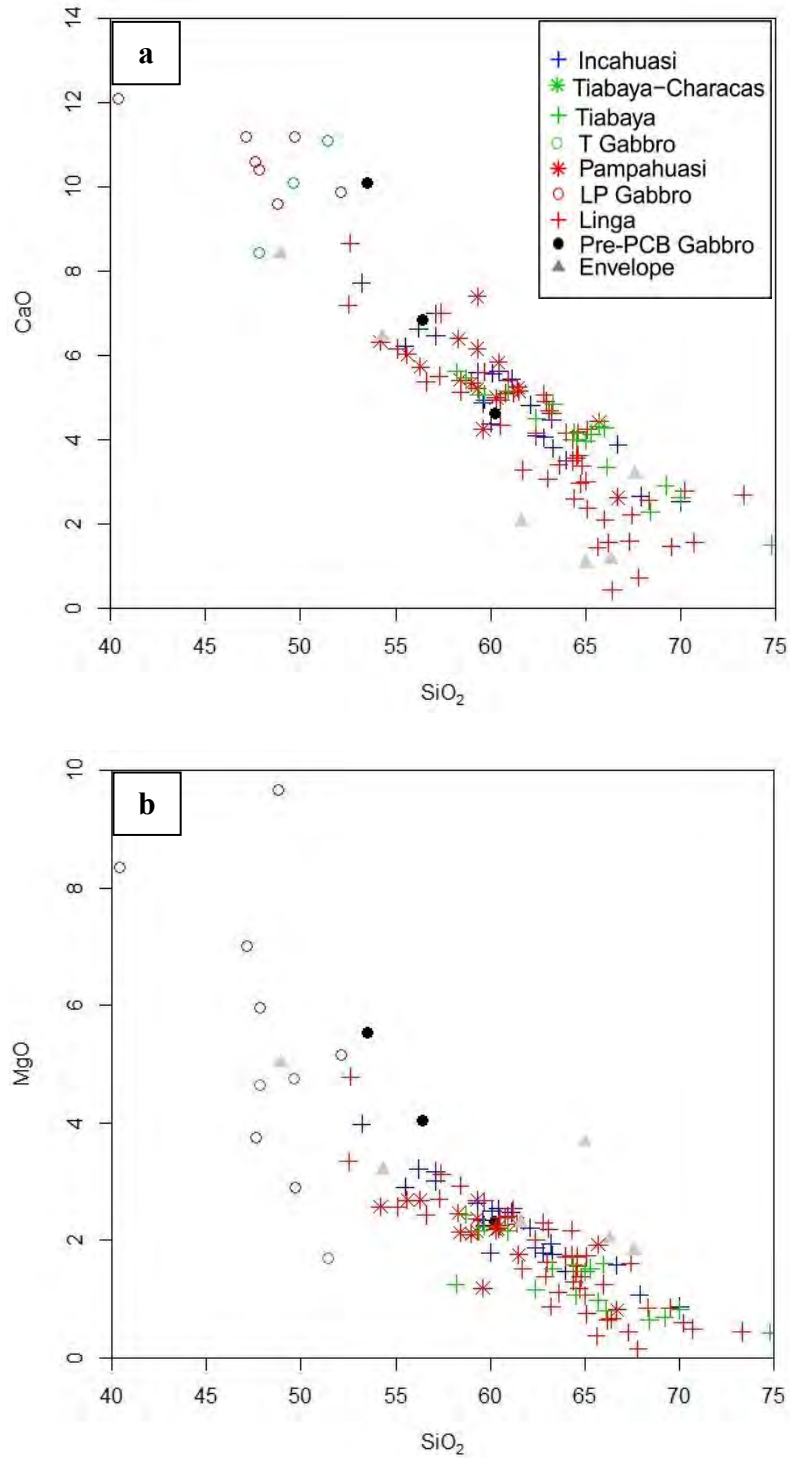 a
14
12
10
8
6
4
2
0
CaO
Incahuasi
Tiabaya-Characas
Tiabaya
T Gabbro
Pampahuasi
LP Gabbro
Linga
Pre-PCB Gabbro
Envelope
40 45 50 55 60 65 70 75
SiO₂
b
10
8
6
4
2
0
MgO
40 45 50 55 60 65 70 75
SiO₂